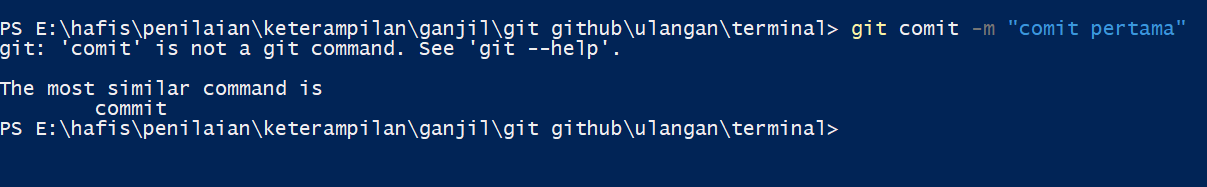 PS E:\hafis\penilaian\keterampilan\ganjil\git github\ulangan\terminal> git comit -m "comit pertama"
git: 'comit' is not a git command. See 'git --help'.
The most similar command is
commit
PS E:\hafis\penilaian\keterampilan\ganjil\git github\ulangan\terminal>